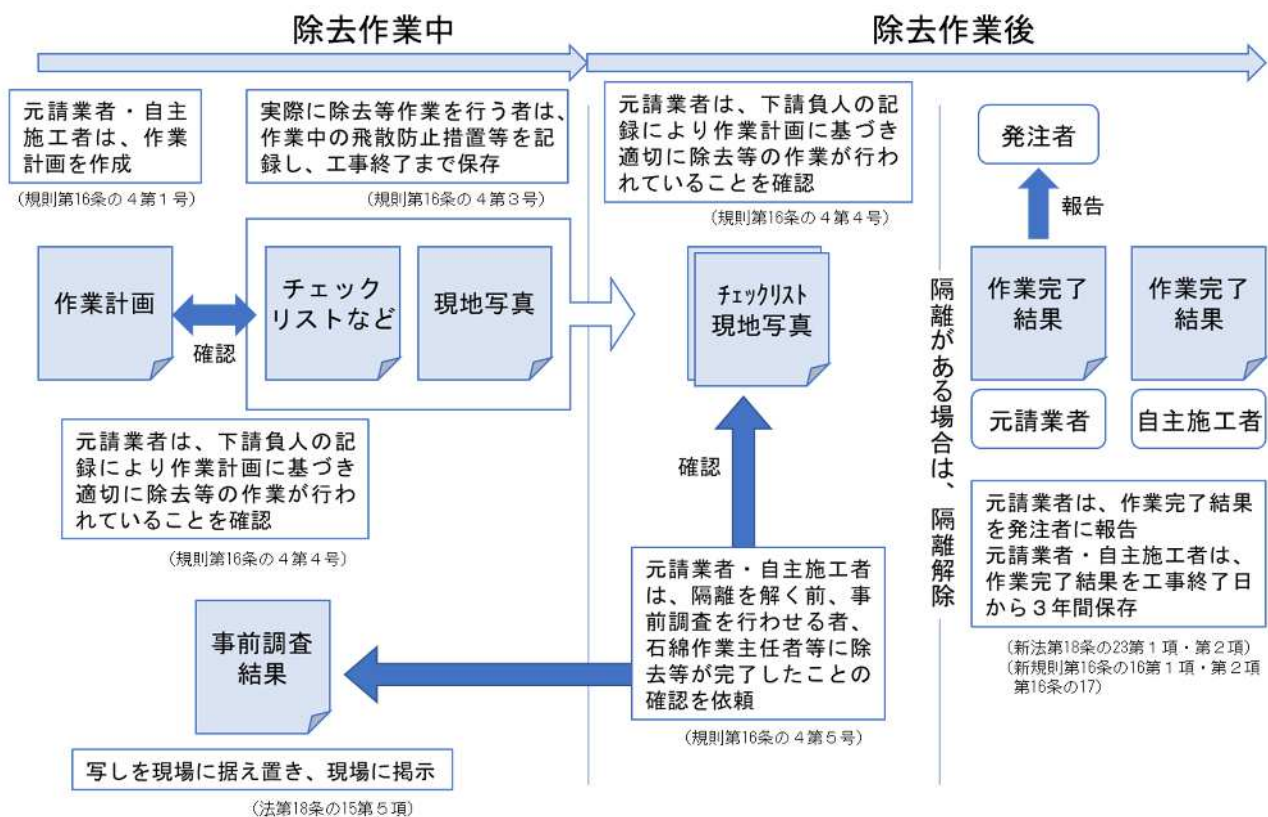 除去作業中
除去作業後
元請業者・自主
施工者は、作業
計画を作成
（規則第16条の４第１号）
実際に除去等作業を行う者は、
作業中の飛散防止措置等を記
録し、工事終了まで保存
（規則第16条の４第３号）
元請業者は、下請負人の記
録により作業計画に基づき
適切に除去等の作業が行わ
れていることを確認
（規則第16条の４第４号）
発注者
報告
作業計画
確認
チェック
リストなど
現地写真
チェックリスト
現地写真
隔離がある場合は、隔離解除
作業完了
結果
作業完了
結果
元請業者
自主施工者
元請業者は、下請負人の記
録により作業計画に基づき
適切に除去等の作業が行わ
れていることを確認
（規則第16条の４第４号）
確認
元請業者・自主施工者
は、隔離を解く前、事
前調査を行わせる者、
石綿作業主任者等に除
去等が完了したことの
確認を依頼
（規則第16条の４第５号）
元請業者は、作業完了結果
を発注者に報告
元請業者・自主施工者は、
作業完了結果を工事終了日
から３年間保存
（新法第18条の23第１項・第２項）
（新規則第16条の16第１項・第２項
第16条の17）
事前調査
結果
写しを現場に据え置き、現場に掲示
（法第18条の15第５項）